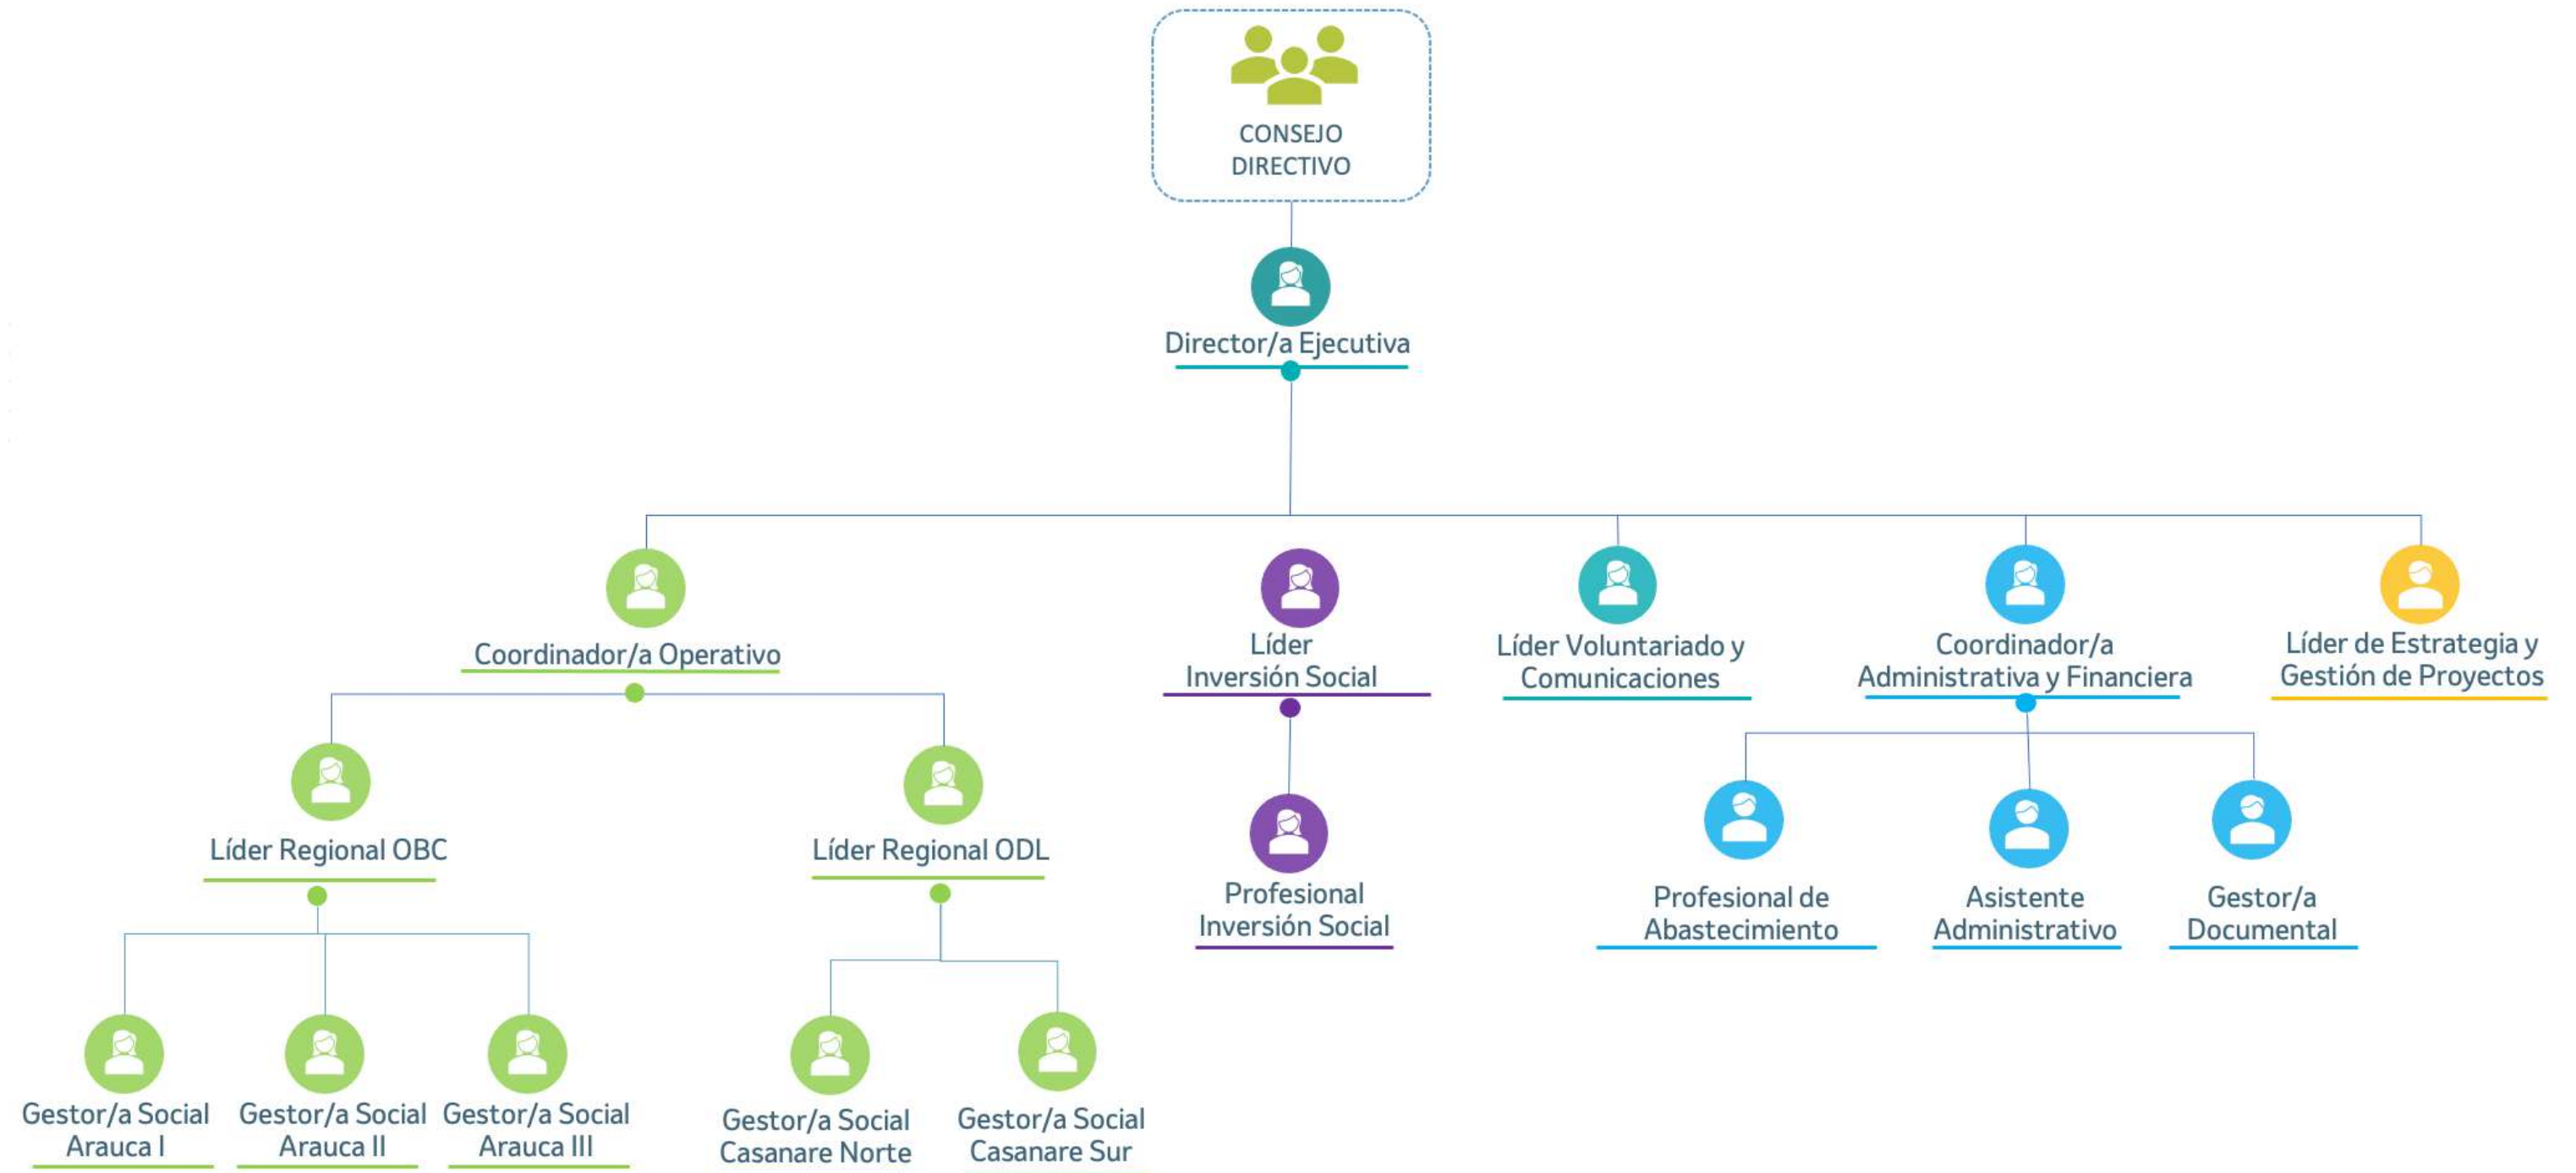 CONSEJO
DIRECTIVO
Director/a Ejecutiva
Coordinador/a Operativo
Líder
Inversión Social
Líder Voluntariado y
Comunicaciones
Coordinador/a
Administrativa y Financiera
Líder de Estrategia y
Gestión de Proyectos
Líder Regional OBC
Líder Regional ODL
Profesional
Inversión Social
Profesional de
Abastecimiento
Asistente
Administrativo
Gestor/a
Documental
Gestor/a Social
Arauca I
Gestor/a Social
Arauca II
Gestor/a Social
Arauca III
Gestor/a Social
Casanare Norte
Gestor/a Social
Casanare Sur